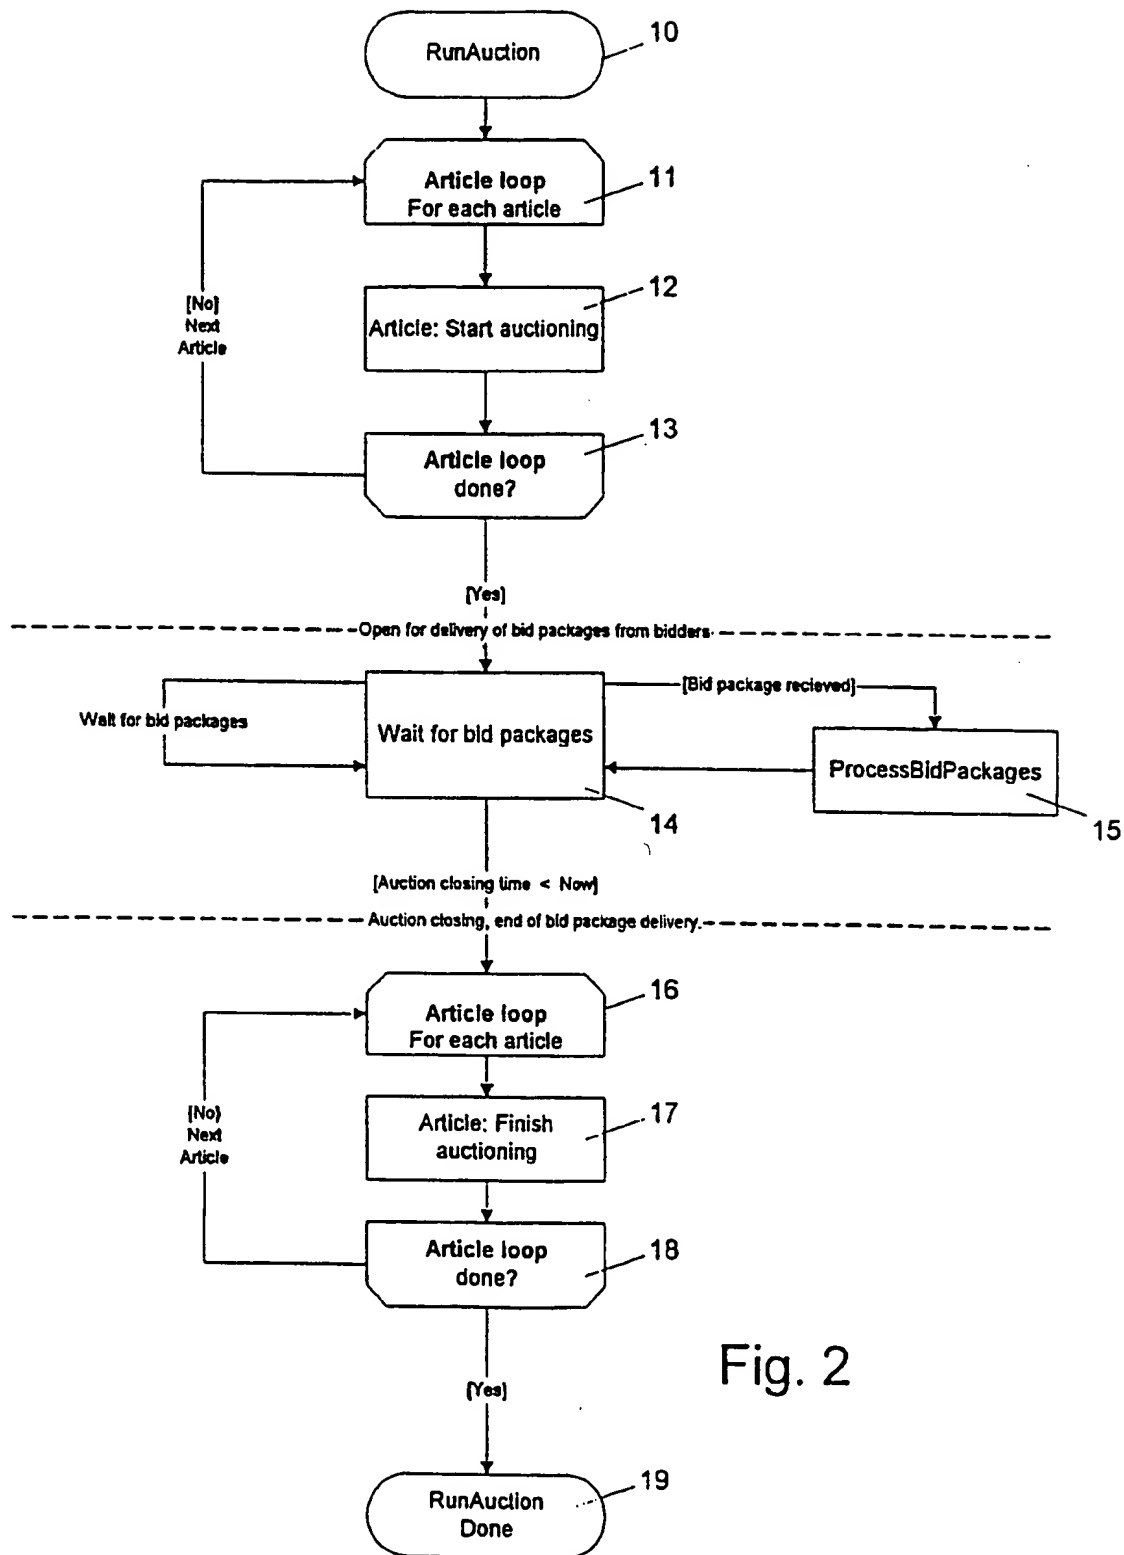 RunAuction
10
Article loop
For each article
11
12
Article: Start auctioning
[No]
Next
Article
13
Article loop
done?
[Yes]
Open for delivery of bid packages from bidders
Wait for bid packages
Wait for bid packages
[Bid package recieved]
ProcessBidPackages
14
15
[Auction closing time < Now]
Auction closing, end of bid package delivery.
16
Article loop
For each article
17
Article: Finish
auctioning
[No]
Next
Article
18
Article loop
done?
Fig. 2
[Yes]
19
RunAuction
Done